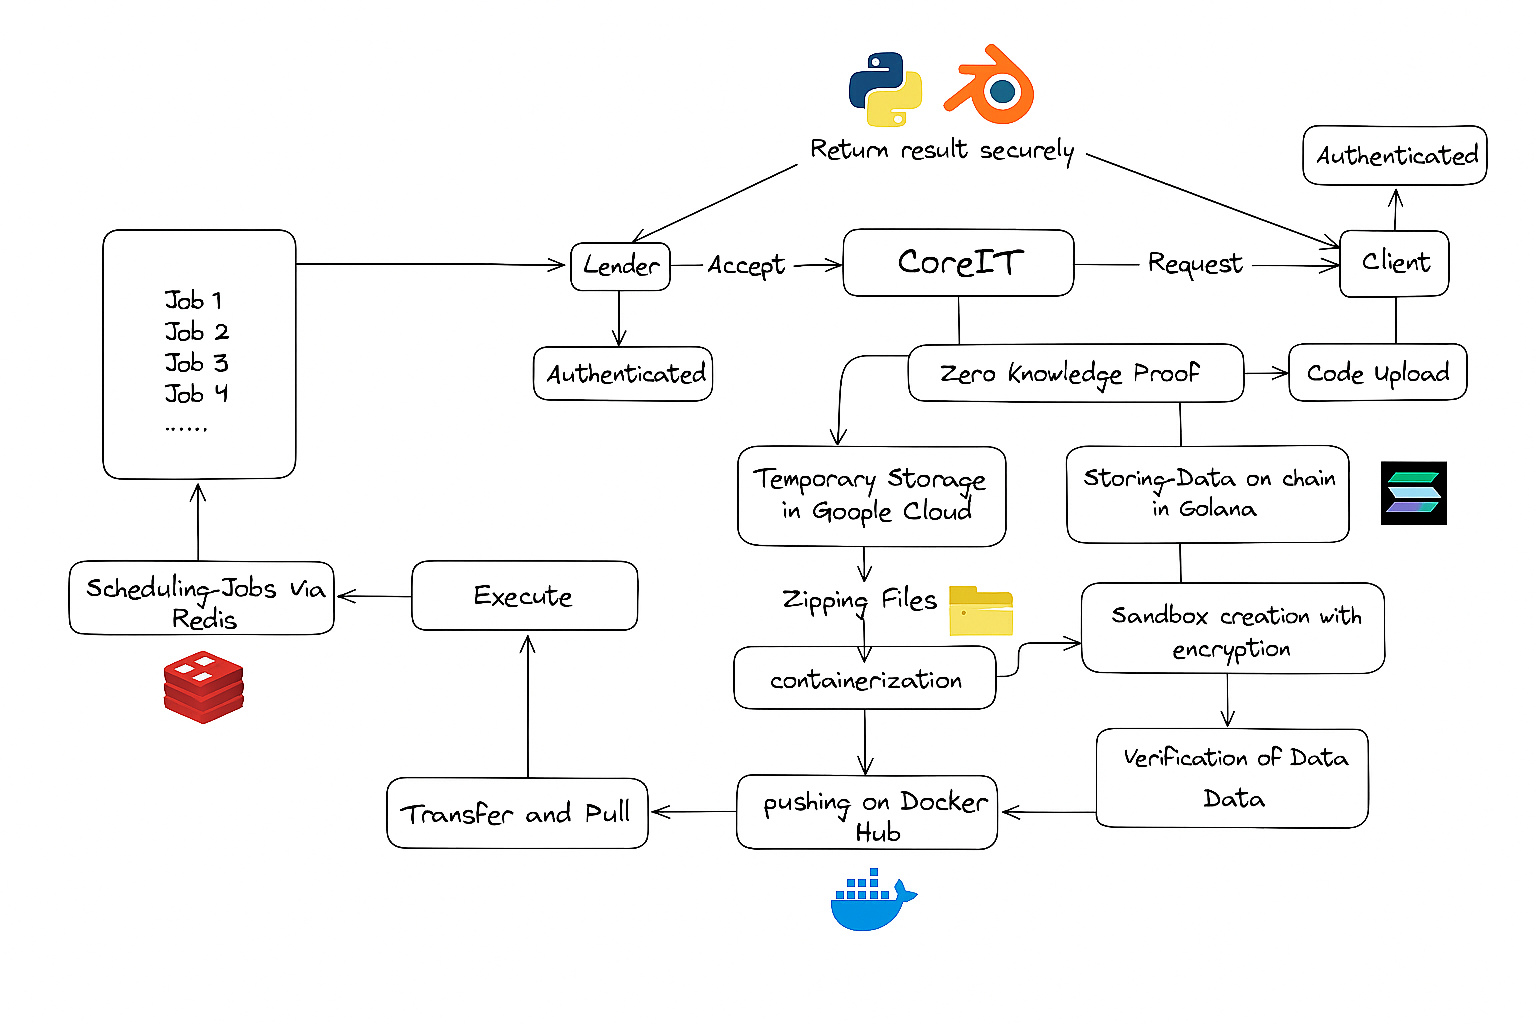 Return result securely
Authenticated
Job 1
Job 2
Job 3
Job 4
......
Lender
Accept
CoreIT
Request
Client
Authenticated
Zero Knowledge Proof
Code Upload
Temporary Storage
in Goople Cloud
Storing-Data on chain
in Golana
Scheduling-Jobs Via
Redis
Execute
Zipping Files
Sandbox creation with
encryption
containerization
Verification of Data
Data
Transfer and Pull
pushing on Docker
Hub